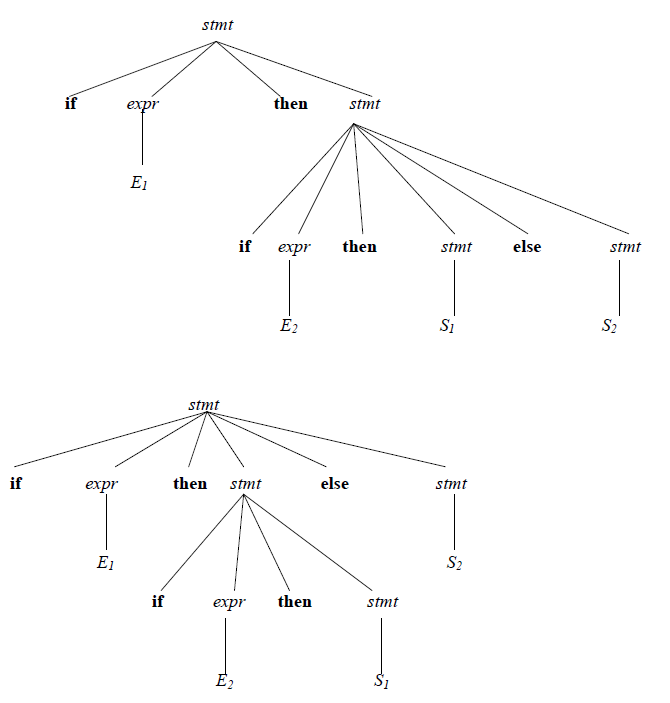 stmt
if expr then stmt
E1
if expr then stmt else stmt
E2 S1 S2
stmt
if expr then stmt else stmt
E1 S2
if expr then stmt
E2 S1